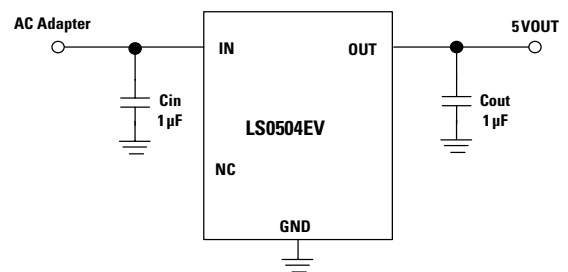 AC Adapter
5VOUT
IN
OUT
Cin
1µF
Cout
1µF
LS0504EV
NC
GND